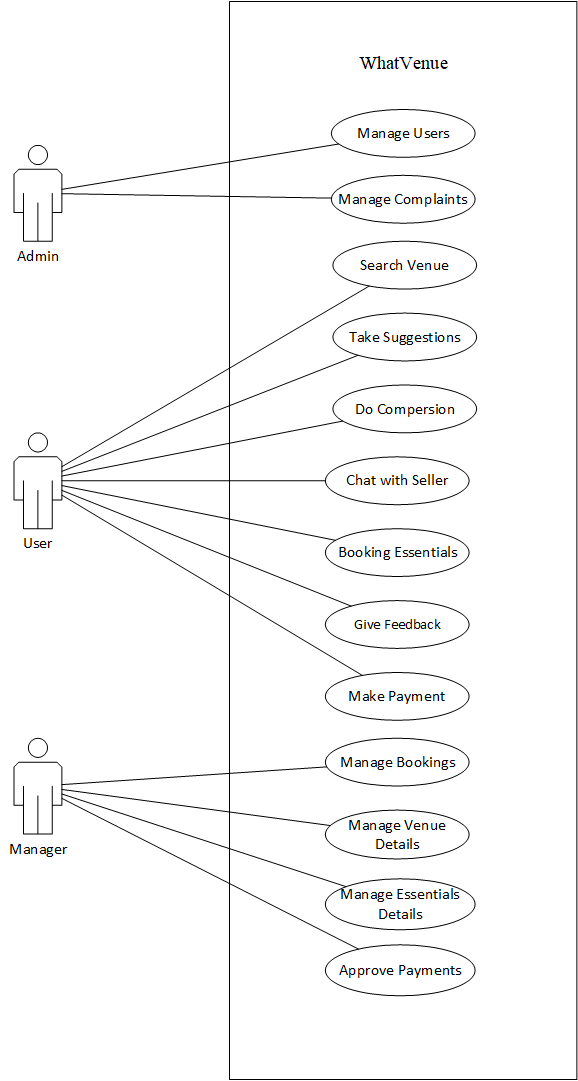 WhatVenue
Manage Users
Manage Complaints
Admin
Search Venue
Take Suggestions
Do Compersion
Chat with Seller
User
Booking Essentials
Give Feedback
Make Payment
Manage Bookings
Manage Venue
Details
Manager
Manage Essentials
Details
Approve Payments